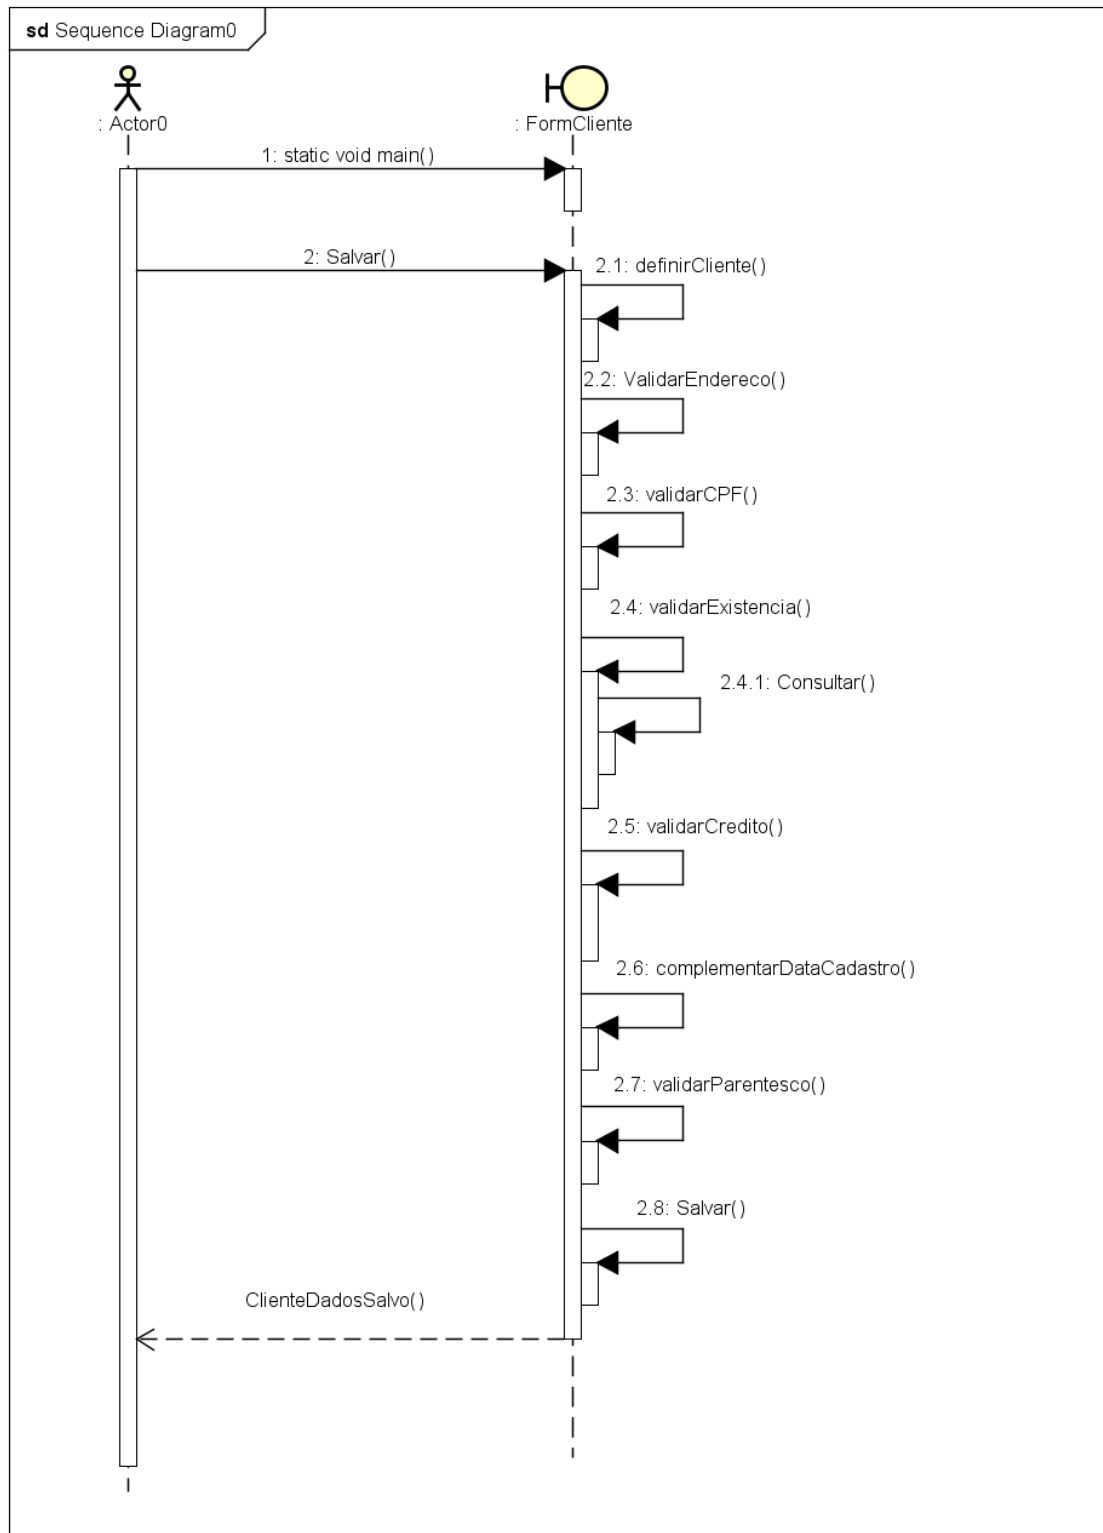 sd Sequence Diagram0
: Actor0
: FormCliente
1: static void main()
2: Salvar()
2.1: definirCliente()
2.2: ValidarEndereco()
2.3: validarCPF()
2.4: validarExistencia()
2.4.1: Consultar()
2.5: validarCredito()
2.6: complementarDataCadastro()
2.7: validarParentesco()
2.8: Salvar()
ClienteDadosSalvo()